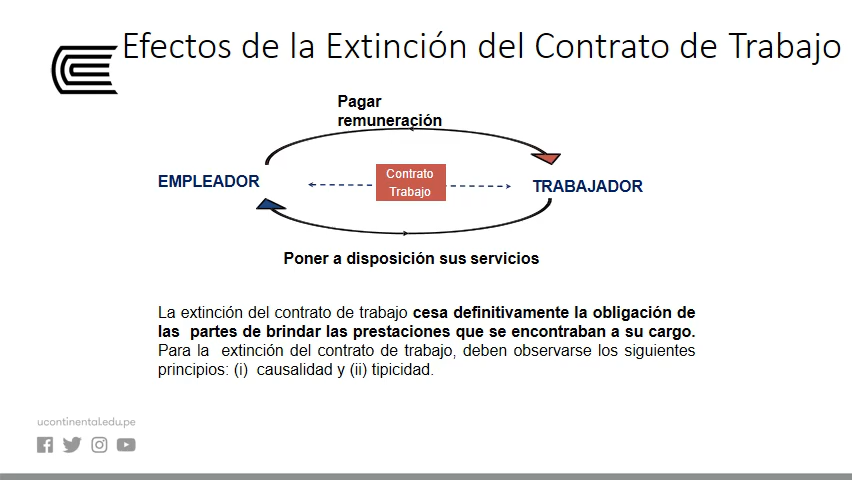 Efectos de la Extinción del Contrato de Trabajo
Pagar
remuneración
EMPLEADOR
Contrato
Trabajo
TRABAJADOR
Poner a disposición sus servicios
La extinción del contrato de trabajo cesa definitivamente la obligación de
las partes de brindar las prestaciones que se encontraban a su cargo.
Para la extinción del contrato de trabajo, deben observarse los siguientes
principios: (i) causalidad y (ii) tipicidad.
ucontinental.edu.pe